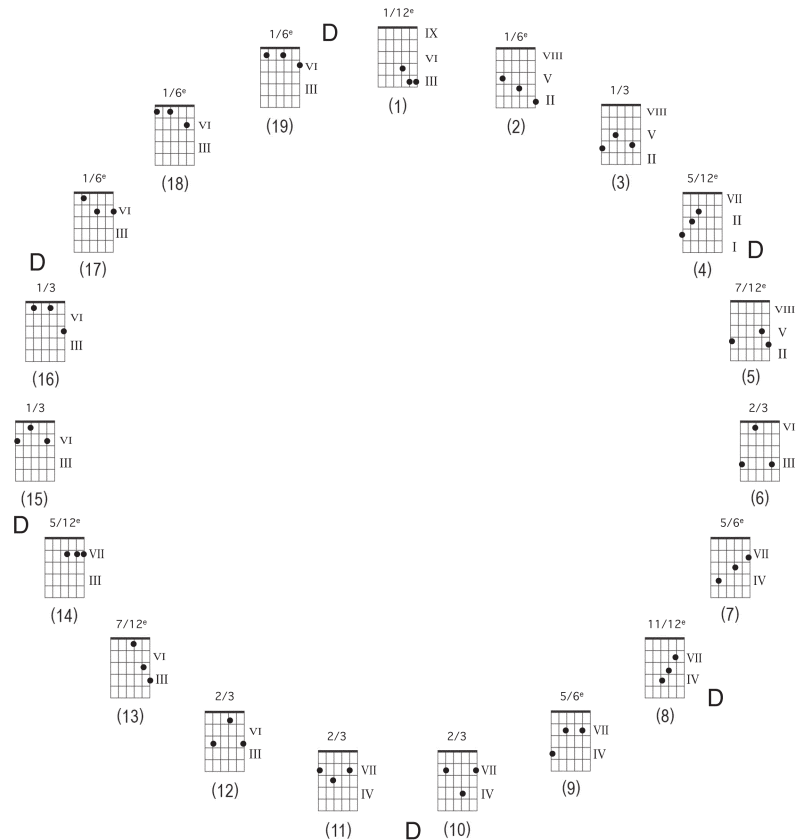 1/12e
IX
VI
III
(1)
1/6e
VIII
V
II
(2)
1/3
VIII
V
II
(3)
5/12e
VII
II
I
(4)
D
7/12e
VIII
V
II
(5)
2/3
VI
III
(6)
5/6e
VII
IV
(7)
11/12e
VII
IV
(8)
D
5/6e
VII
IV
(9)
2/3
VII
IV
(10)
D
2/3
VII
IV
(11)
2/3
VI
III
(12)
7/12e
VI
III
(13)
5/12e
VII
III
(14)
D
1/3
VI
III
(15)
1/3
VI
III
(16)
D
1/6e
VI
III
(17)
1/6e
VI
III
(18)
1/6e
VI
III
(19)
D